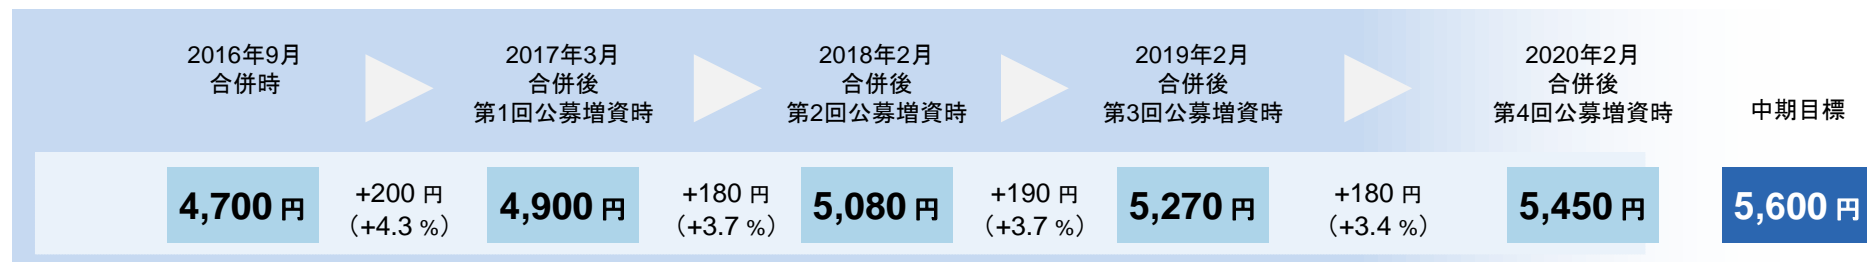 2016年9月
合併時
2017年3月
合併後
第1回公募増資時
2018年2月
合併後
第2回公募増資時
2019年2月
合併後
第3回公募増資時
2020年2月
合併後
第4回公募増資時
中期目標
4,700 円
+200 円
（+4.3 %）
4,900 円
+180 円
（+3.7 %）
5,080 円
+190 円
（+3.7 %）
5,270 円
+180 円
（+3.4 %）
5,450 円
5,600 円